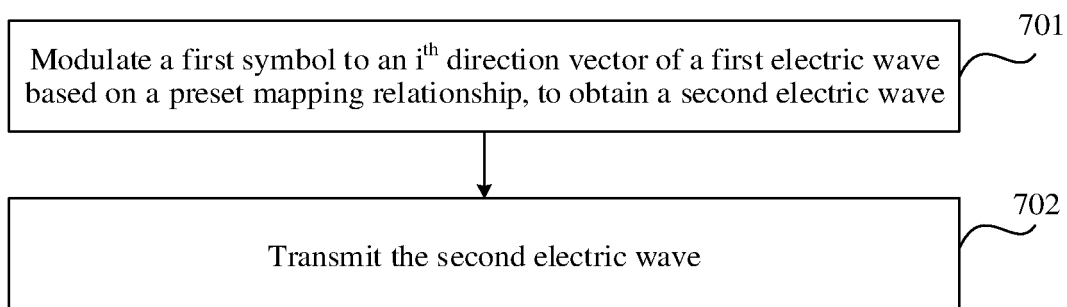 701
Modulate a first symbol to an ith direction vector of a first electric wave
based on a preset mapping relationship, to obtain a second electric wave
702
Transmit the second electric wave